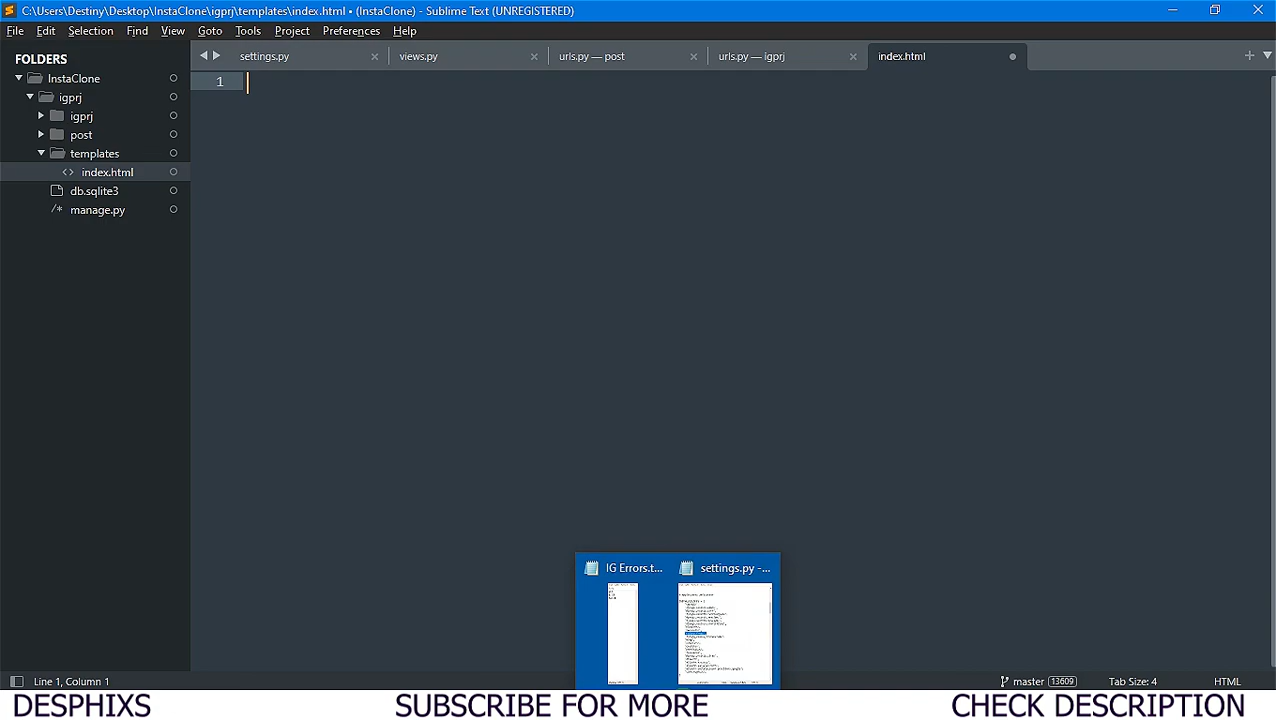 C:\Users\Destiny\Desktop\InstaClone\igprj\templates\index.html • (InstaClone) - Sublime Text (UNREGISTERED)
File Edit Selection Find View Goto Tools Project Preferences Help
FOLDERS
InstaClone
igprj
igprj
post
templates
<> index.html
db.sqlite3
/* manage.py
settings.py
views.py
urls.py — post
urls.py — igprj
index.html
1
IG Errors.t...
settings.py -...
Line 1, Column 1
master 13609
Tab Size: 4
HTML
DESPHIXS
SUBSCRIBE FOR MORE
CHECK DESCRIPTION